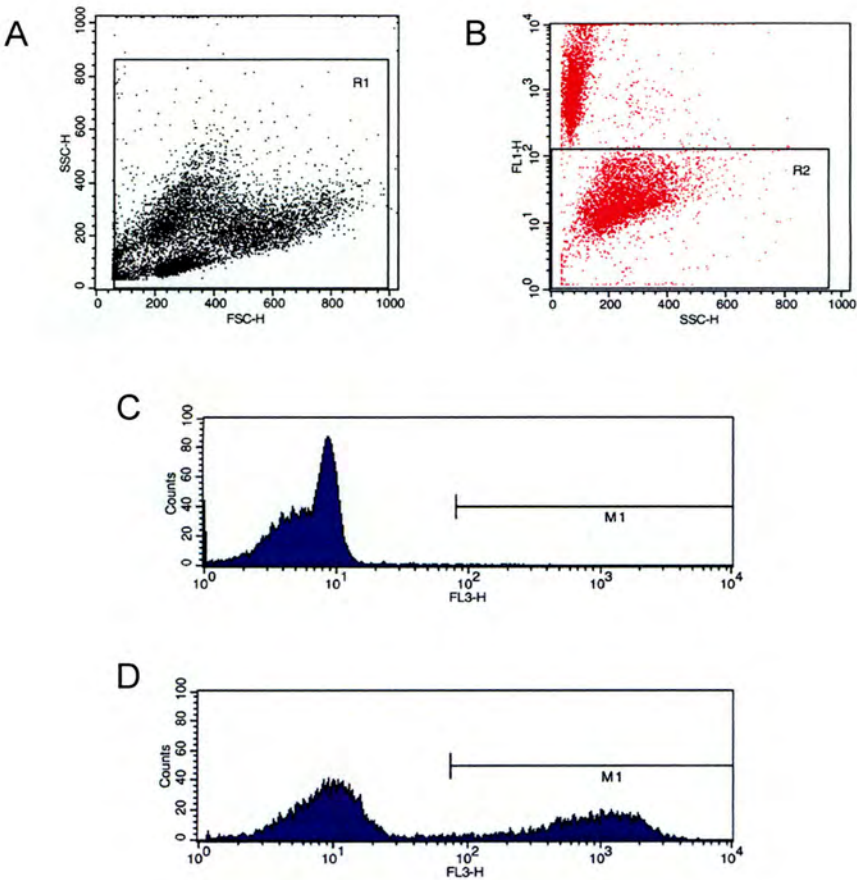 A
1000
800
600
400
200
0
SSC-H
R1
0 200 400 600 800 1000
FSC-H
B
10^4
10^3
10^2
10^1
10^0
FL1-H
R2
0 200 400 600 800 1000
SSC-H
C
100
80
60
40
20
0
Counts
M1
10^0 10^1 10^2 10^3 10^4
FL3-H
D
100
80
60
40
20
0
Counts
M1
10^0 10^1 10^2 10^3 10^4
FL3-H